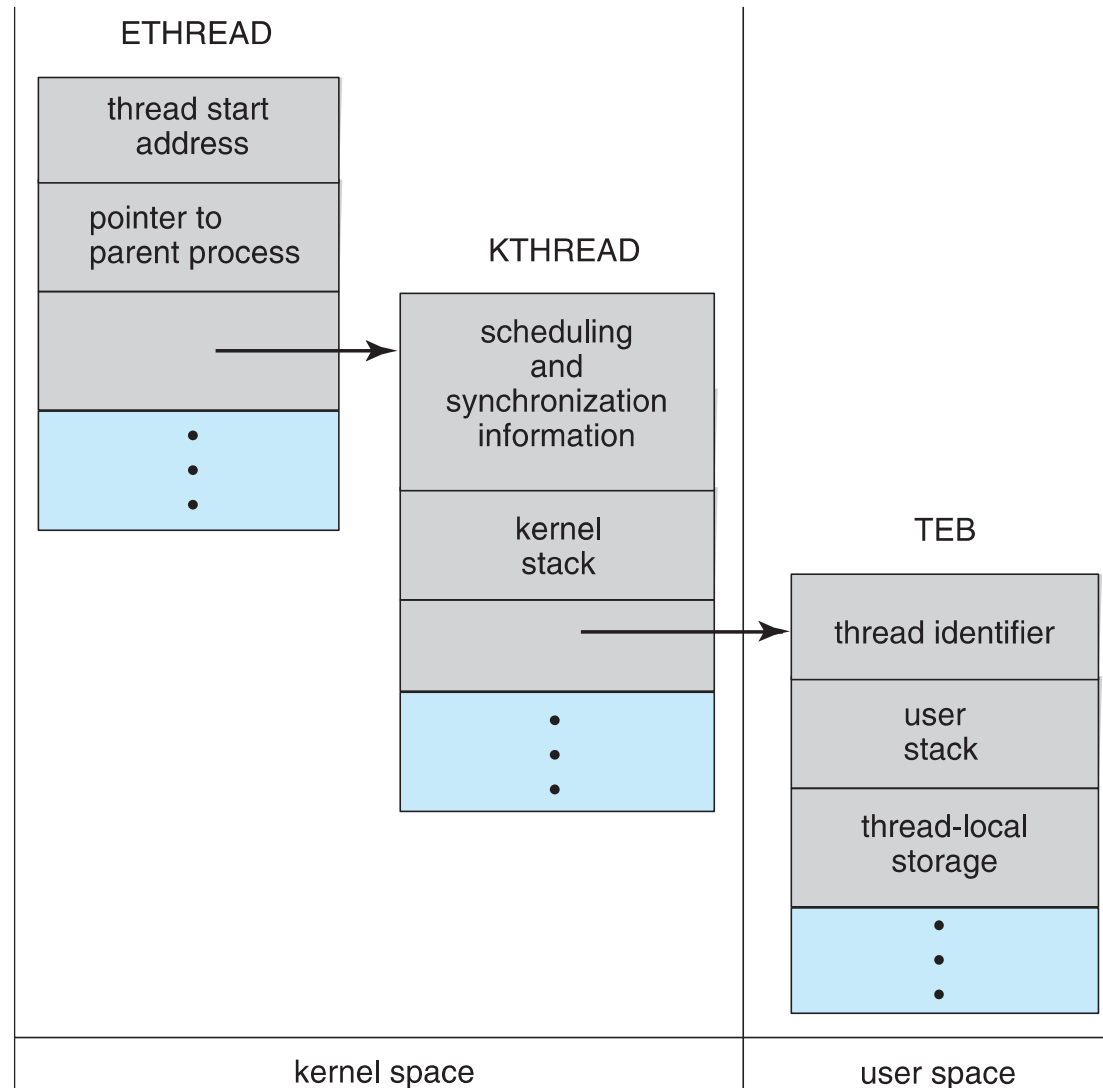 ETHREAD
thread start
address
pointer to
parent process
KTHREAD
scheduling
and
synchronization
information
kernel
stack
TEB
thread identifier
user
stack
thread-local
storage
kernel space
user space